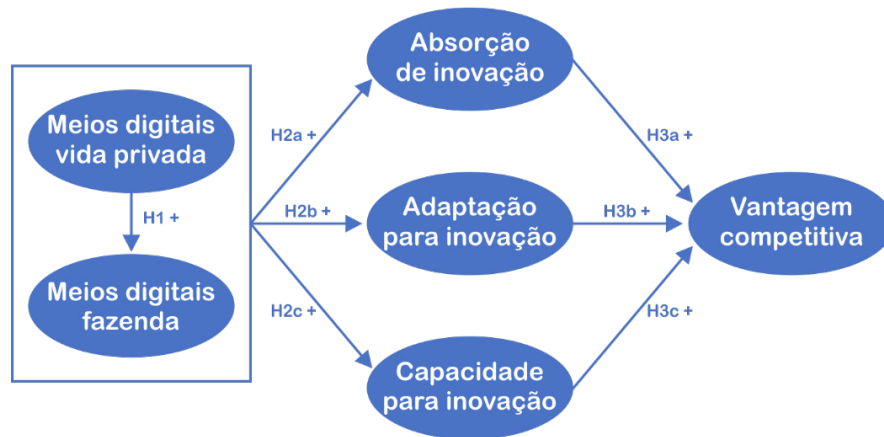 Meios digitais
vida privada
H1 +
Meios digitais
fazenda
H2a +
H2b +
H2c +
Absorção
de inovação
Adaptação
para inovação
Capacidade
para inovação
H3a +
H3b +
H3c +
Vantagem
competitiva